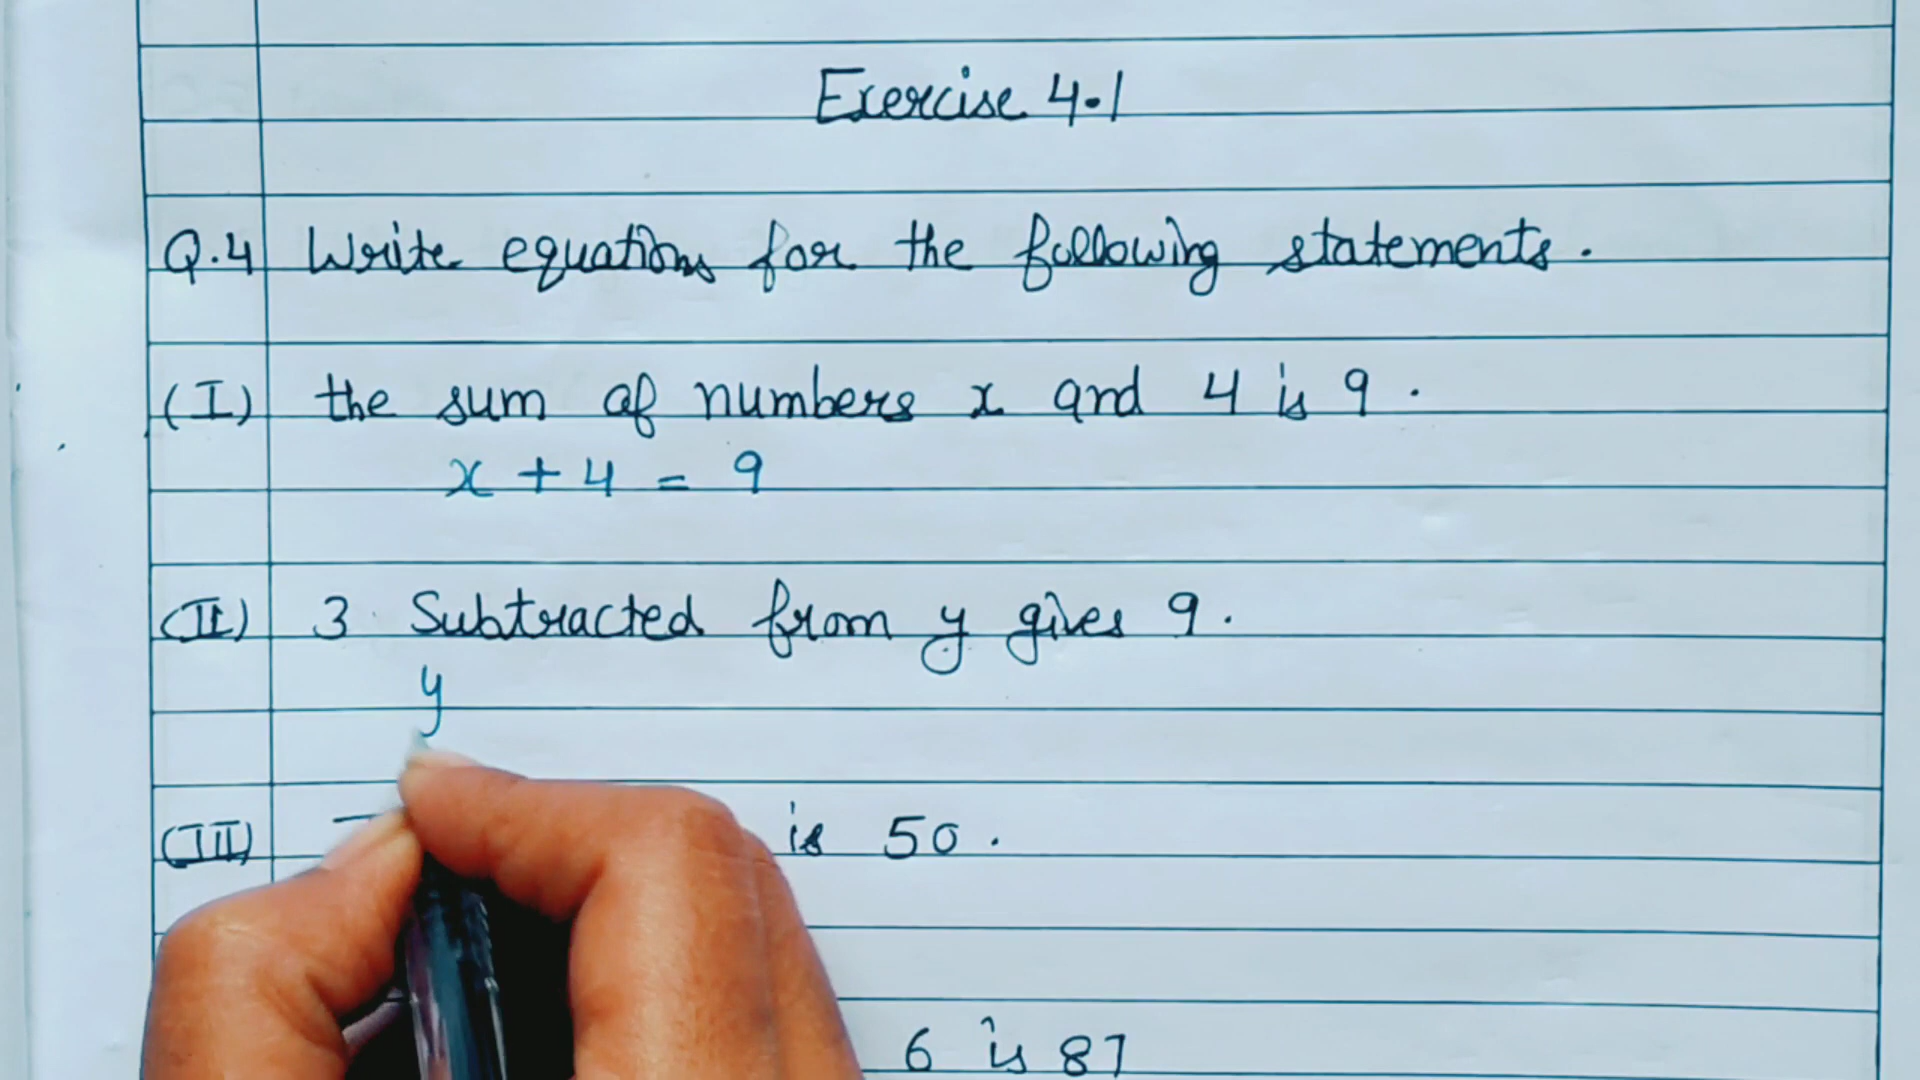 Exercise 4.1
Q.4 Write equations for the following statements.
(I) the sum of numbers x and 4 is 9.
x + 4 = 9
(II) 3 Subtracted from y gives 9.
y
(III) is 50.
6 is 87